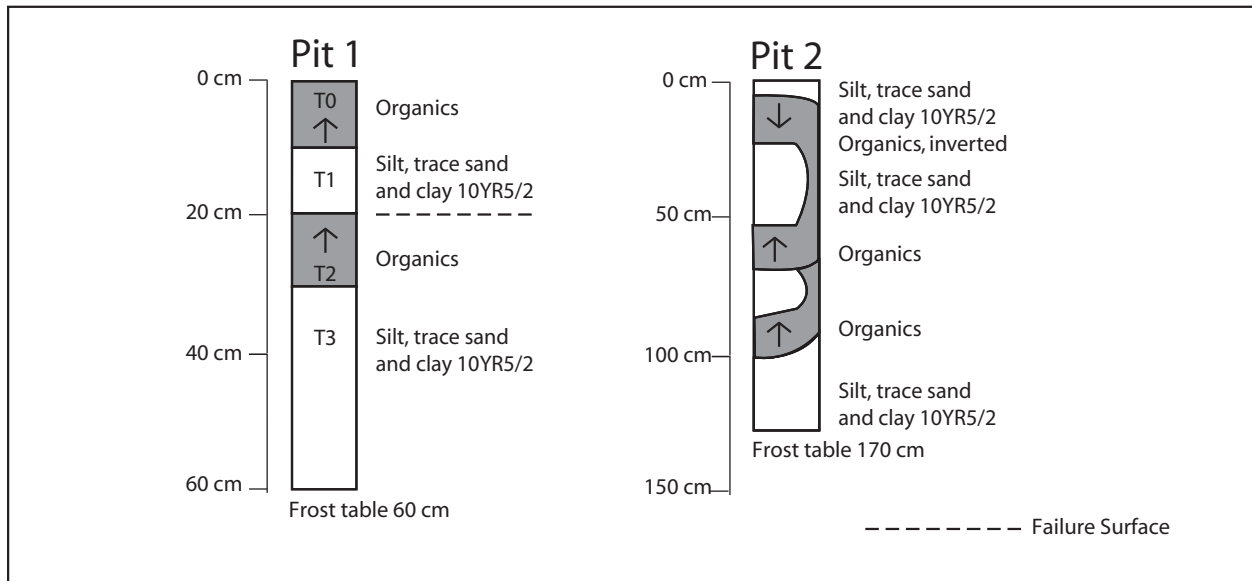 Pit 1
0 cm
T0
Organics
T1
Silt, trace sand
and clay 10YR5/2
20 cm
T2
Organics
T3
Silt, trace sand
and clay 10YR5/2
40 cm
60 cm
Frost table 60 cm
Pit 2
0 cm
Silt, trace sand
and clay 10YR5/2
Organics, inverted
Silt, trace sand
and clay 10YR5/2
50 cm
Organics
Organics
100 cm
Silt, trace sand
and clay 10YR5/2
Frost table 170 cm
150 cm
Failure Surface